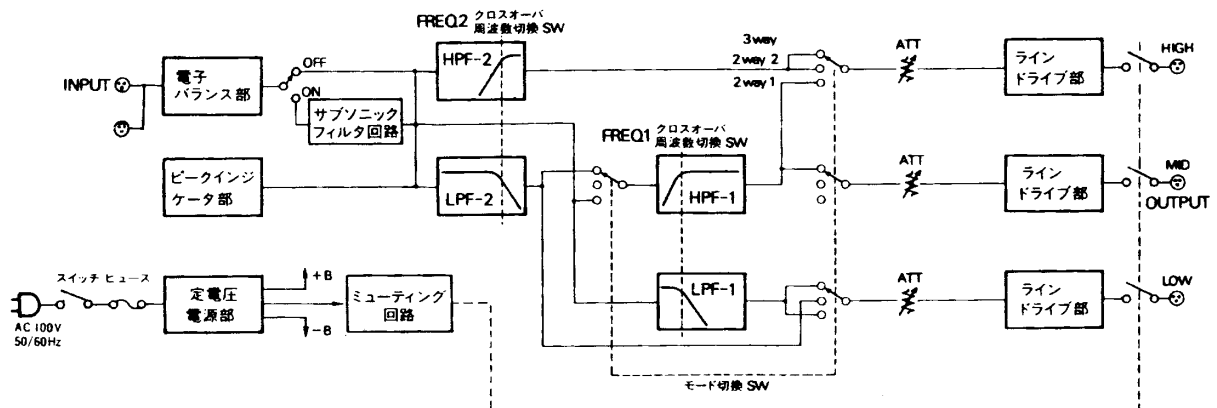 FREQ2 クロスオーバ
周波数切換 SW
HPF-2
3way
2way 2
2way 1
ATT
ライン
ドライブ部
HIGH
INPUT
電子
バランス部
OFF
ON
サブソニック
フィルタ回路
FREQ1 クロスオーバ
周波数切換 SW
ピークインジ
ケータ部
LPF-2
HPF-1
ATT
ライン
ドライブ部
MID
OUTPUT
スイッチ ヒューズ
AC 100V
50/60Hz
定電圧
電源部
+B
-B
ミューティング
回路
LPF-1
ATT
ライン
ドライブ部
LOW
モード切換 SW